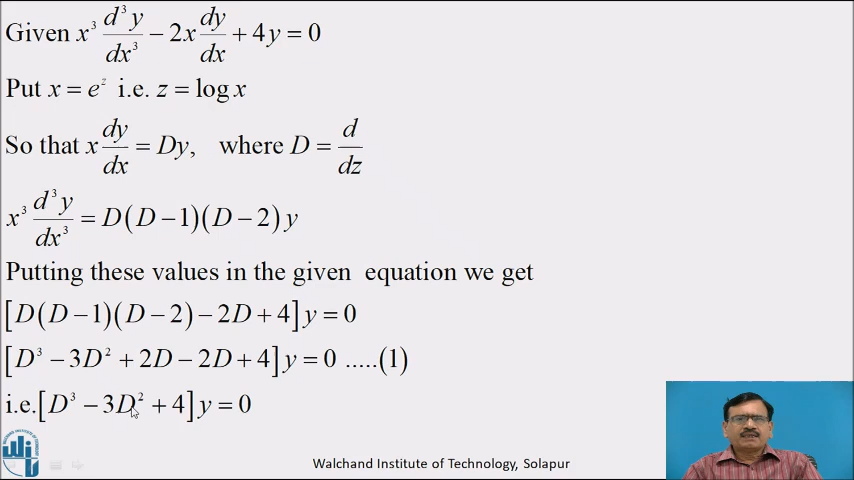 Given x³ d³y/dx³ − 2x dy/dx + 4y = 0
Put x = eᶻ i.e. z = log x
So that x dy/dx = Dy, where D = d/dz
x³ d³y/dx³ = D(D−1)(D−2)y
Putting these values in the given equation we get
[D(D−1)(D−2)−2D+4]y = 0
[D³ −3D² +2D−2D+4]y = 0 .....(1)
i.e.[D³ −3D² +4]y = 0
Walchand Institute of Technology, Solapur